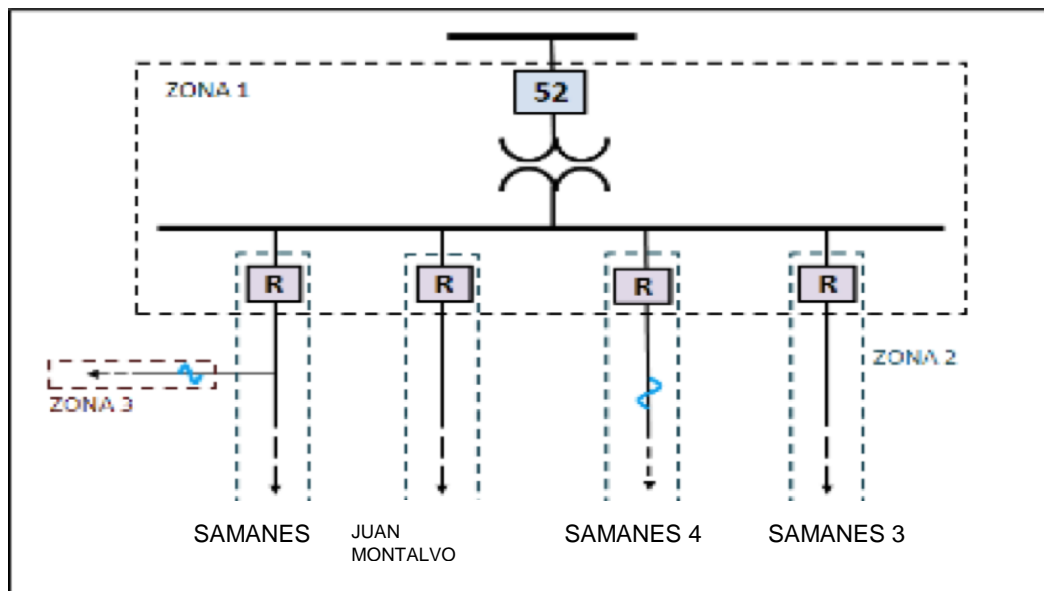 ZONA 1
52
R
R
R
R
ZONA 2
ZONA 3
SAMANES
JUAN
MONTALVO
SAMANES 4
SAMANES 3